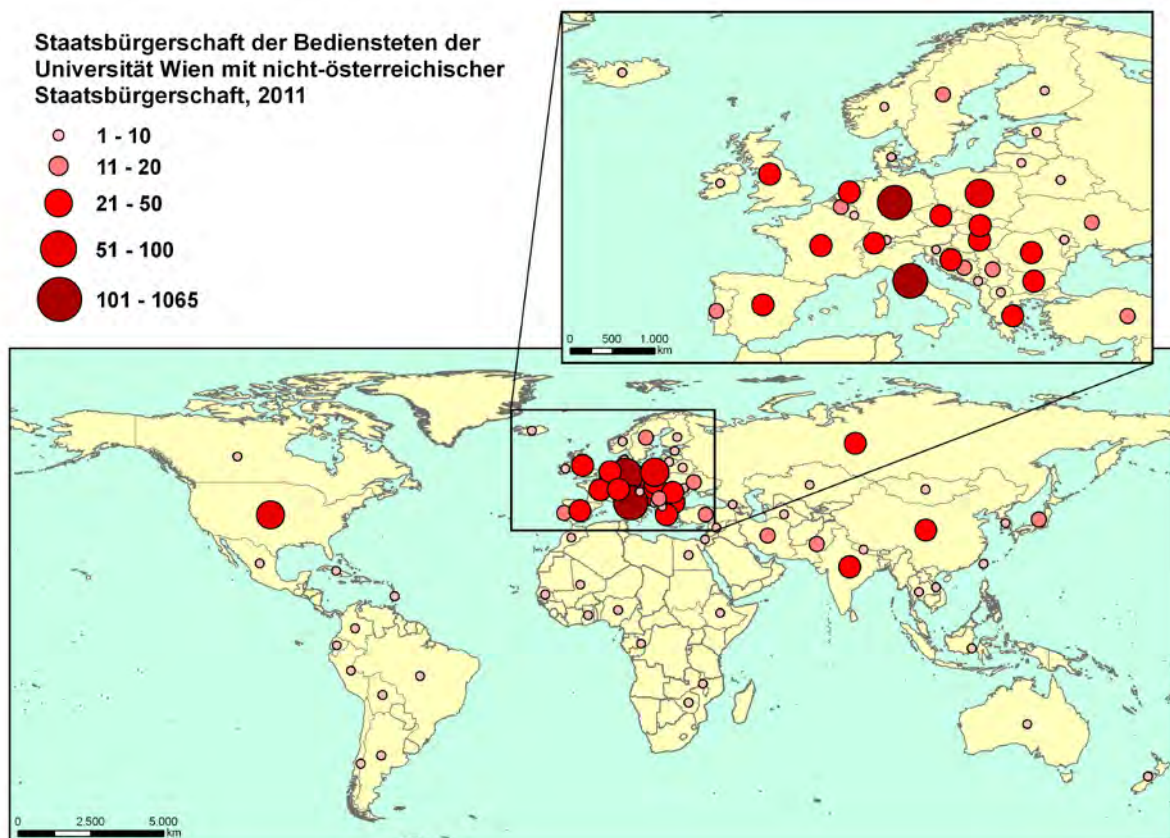 Staatsbürgerschaft der Bediensteten der
Universität Wien mit nicht-österreichischer
Staatsbürgerschaft, 2011
1 - 10
11 - 20
21 - 50
51 - 100
101 - 1065
0 500 1.000
km
0 2.500 5.000
km